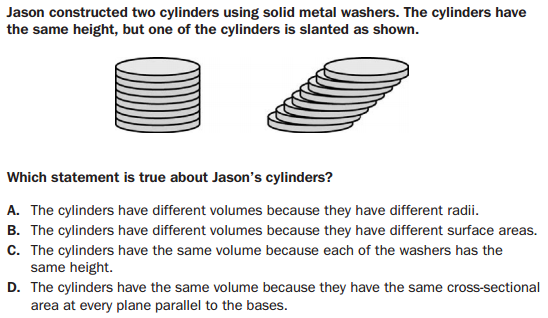 Jason constructed two cylinders using solid metal washers. The cylinders have
the same height, but one of the cylinders is slanted as shown.
Which statement is true about Jason's cylinders?
A. The cylinders have different volumes because they have different radii.
B. The cylinders have different volumes because they have different surface areas.
C. The cylinders have the same volume because each of the washers has the
same height.
D. The cylinders have the same volume because they have the same cross-sectional
area at every plane parallel to the bases.